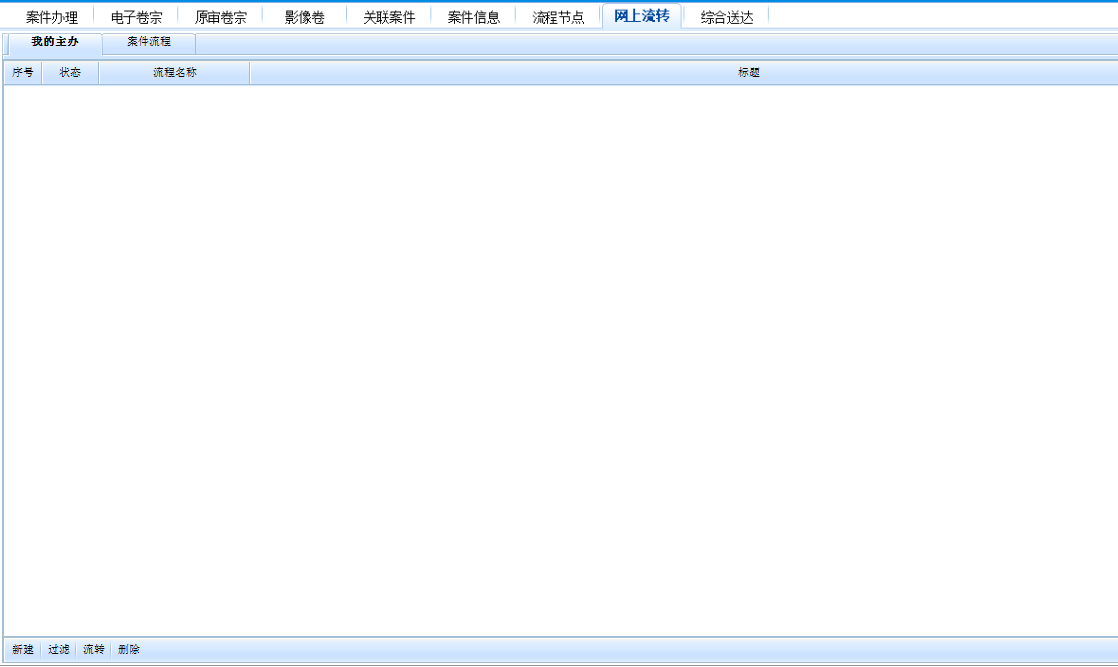 案件办理 电子卷宗 原审卷宗 影像卷 关联案件 案件信息 流程节点 网上流转 综合送达
我的主办 案件流程
序号 状态 流程名称 标题
新建 过滤 流转 删除